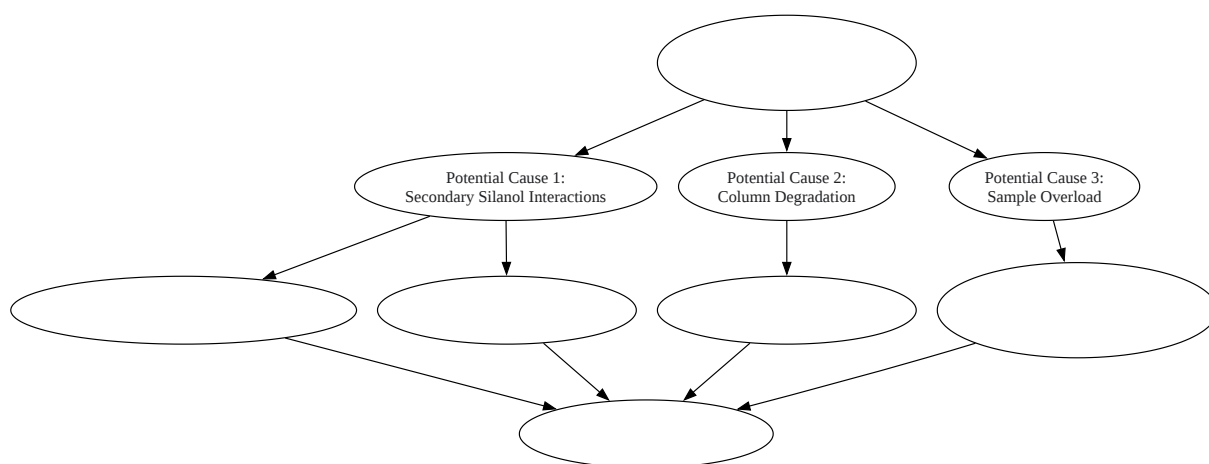 Potential Cause 1:
Secondary Silanol Interactions
Potential Cause 2:
Column Degradation
Potential Cause 3:
Sample Overload